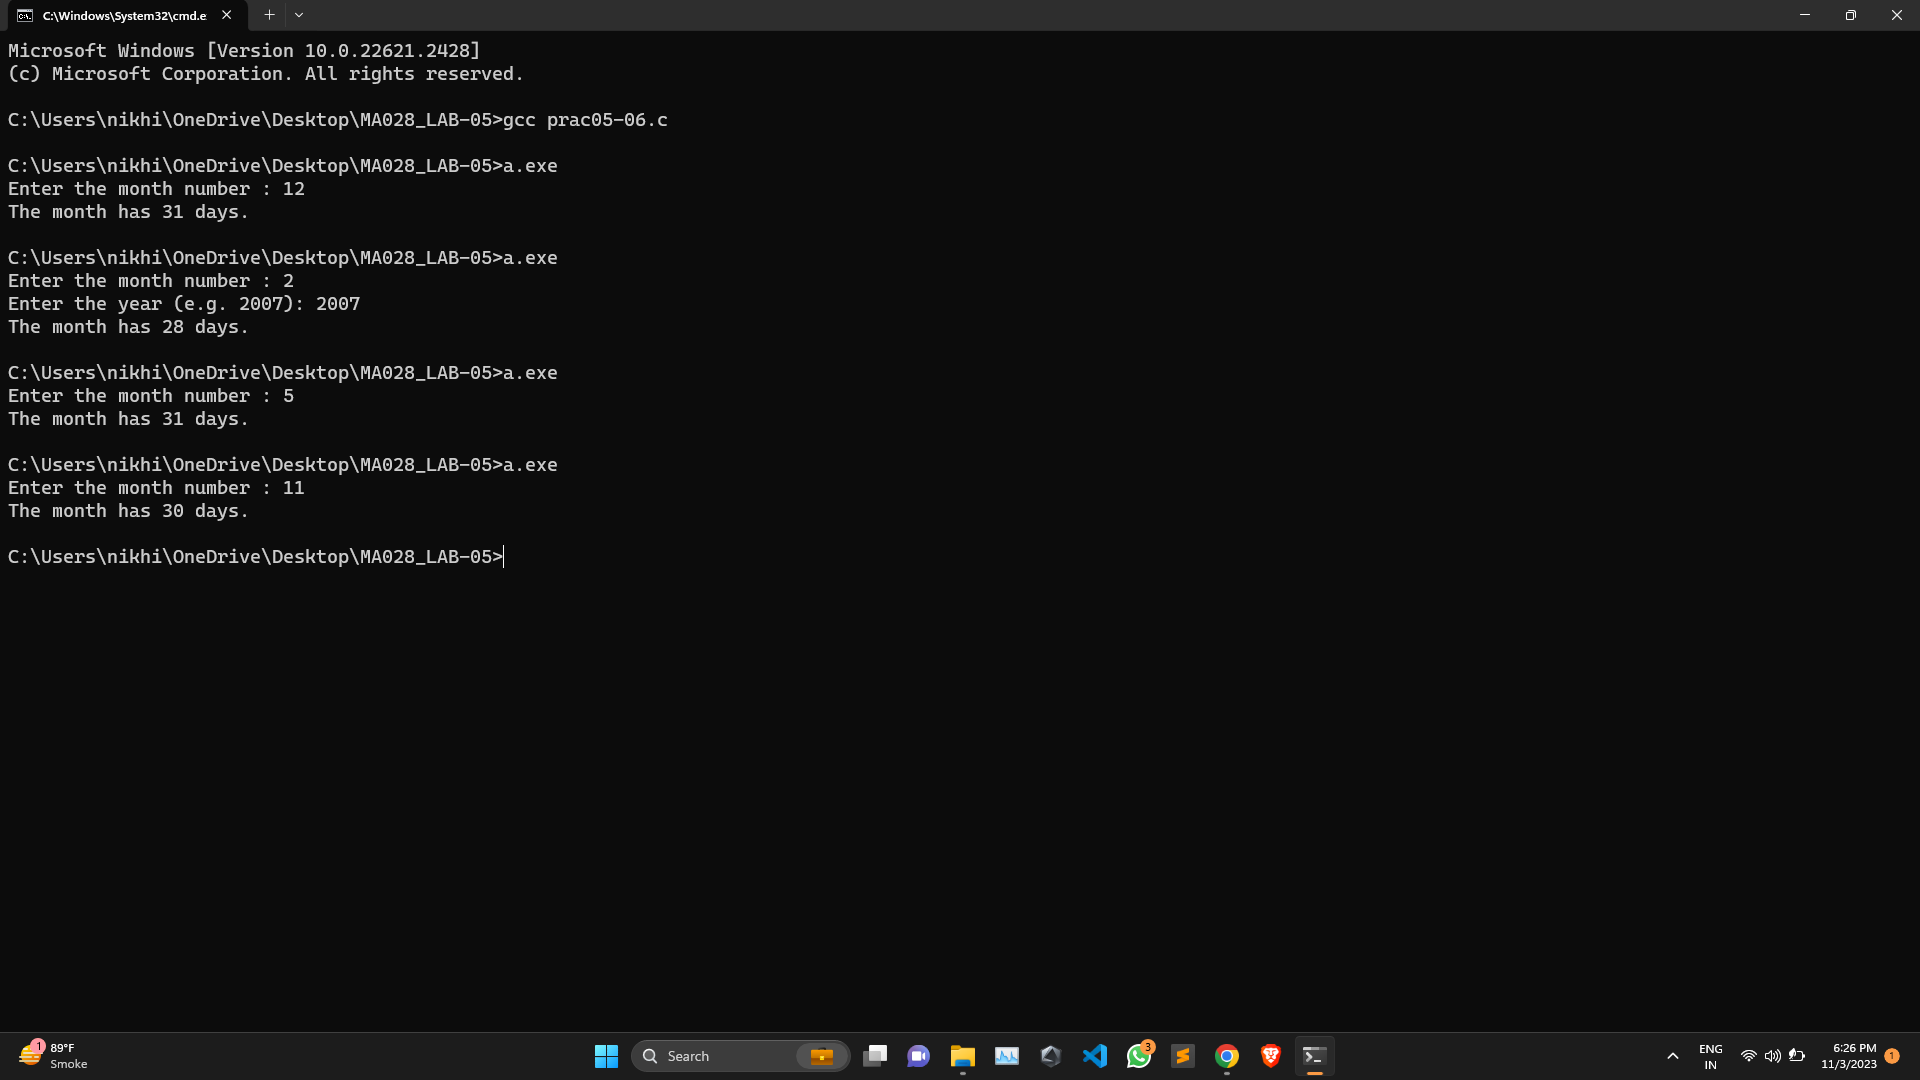 C:\Windows\System32\cmd.e
Microsoft Windows [Version 10.0.22621.2428]
(c) Microsoft Corporation. All rights reserved.
C:\Users\nikhi\OneDrive\Desktop\MA028_LAB-05>gcc prac05-06.c
C:\Users\nikhi\OneDrive\Desktop\MA028_LAB-05>a.exe
Enter the month number : 12
The month has 31 days.
C:\Users\nikhi\OneDrive\Desktop\MA028_LAB-05>a.exe
Enter the month number : 2
Enter the year (e.g. 2007): 2007
The month has 28 days.
C:\Users\nikhi\OneDrive\Desktop\MA028_LAB-05>a.exe
Enter the month number : 5
The month has 31 days.
C:\Users\nikhi\OneDrive\Desktop\MA028_LAB-05>a.exe
Enter the month number : 11
The month has 30 days.
C:\Users\nikhi\OneDrive\Desktop\MA028_LAB-05>
1
89°F
Smoke
Search
3
ENG
IN
6:26 PM
11/3/2023
1